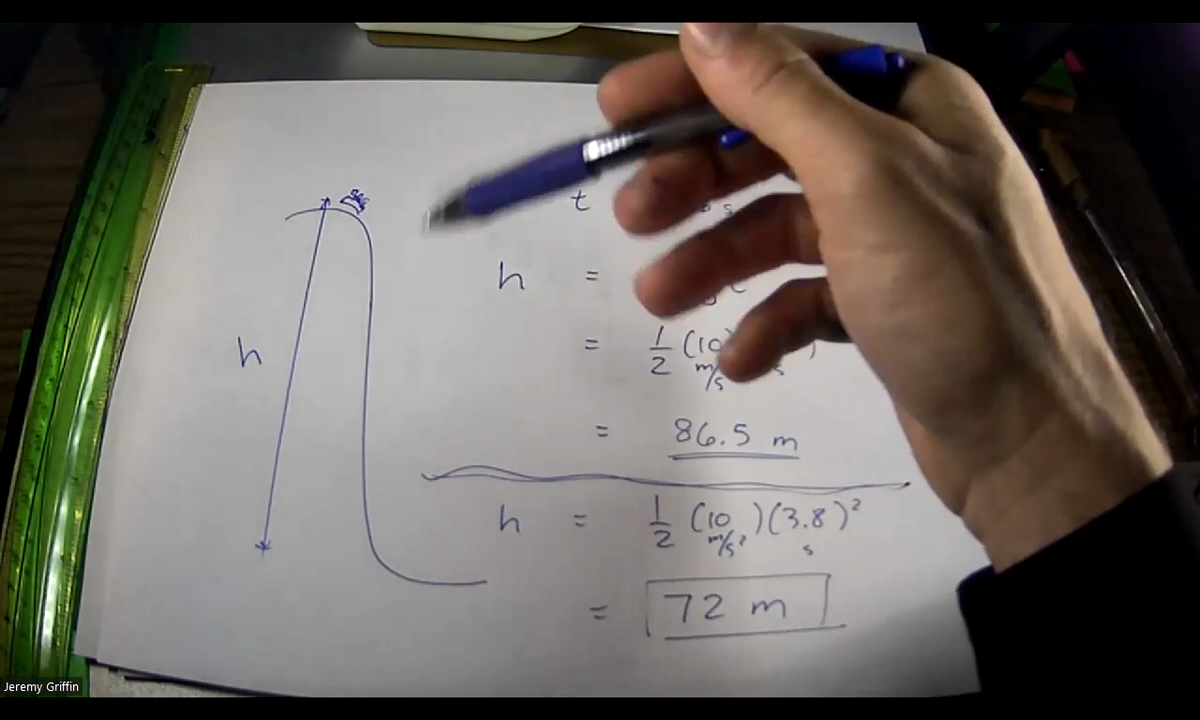 t s
h =
h = 1/2 (10 m/s )
= 86.5 m
h = 1/2 (10 m/s²)(3.8 s)²
= 72 m
Jeremy Griffin